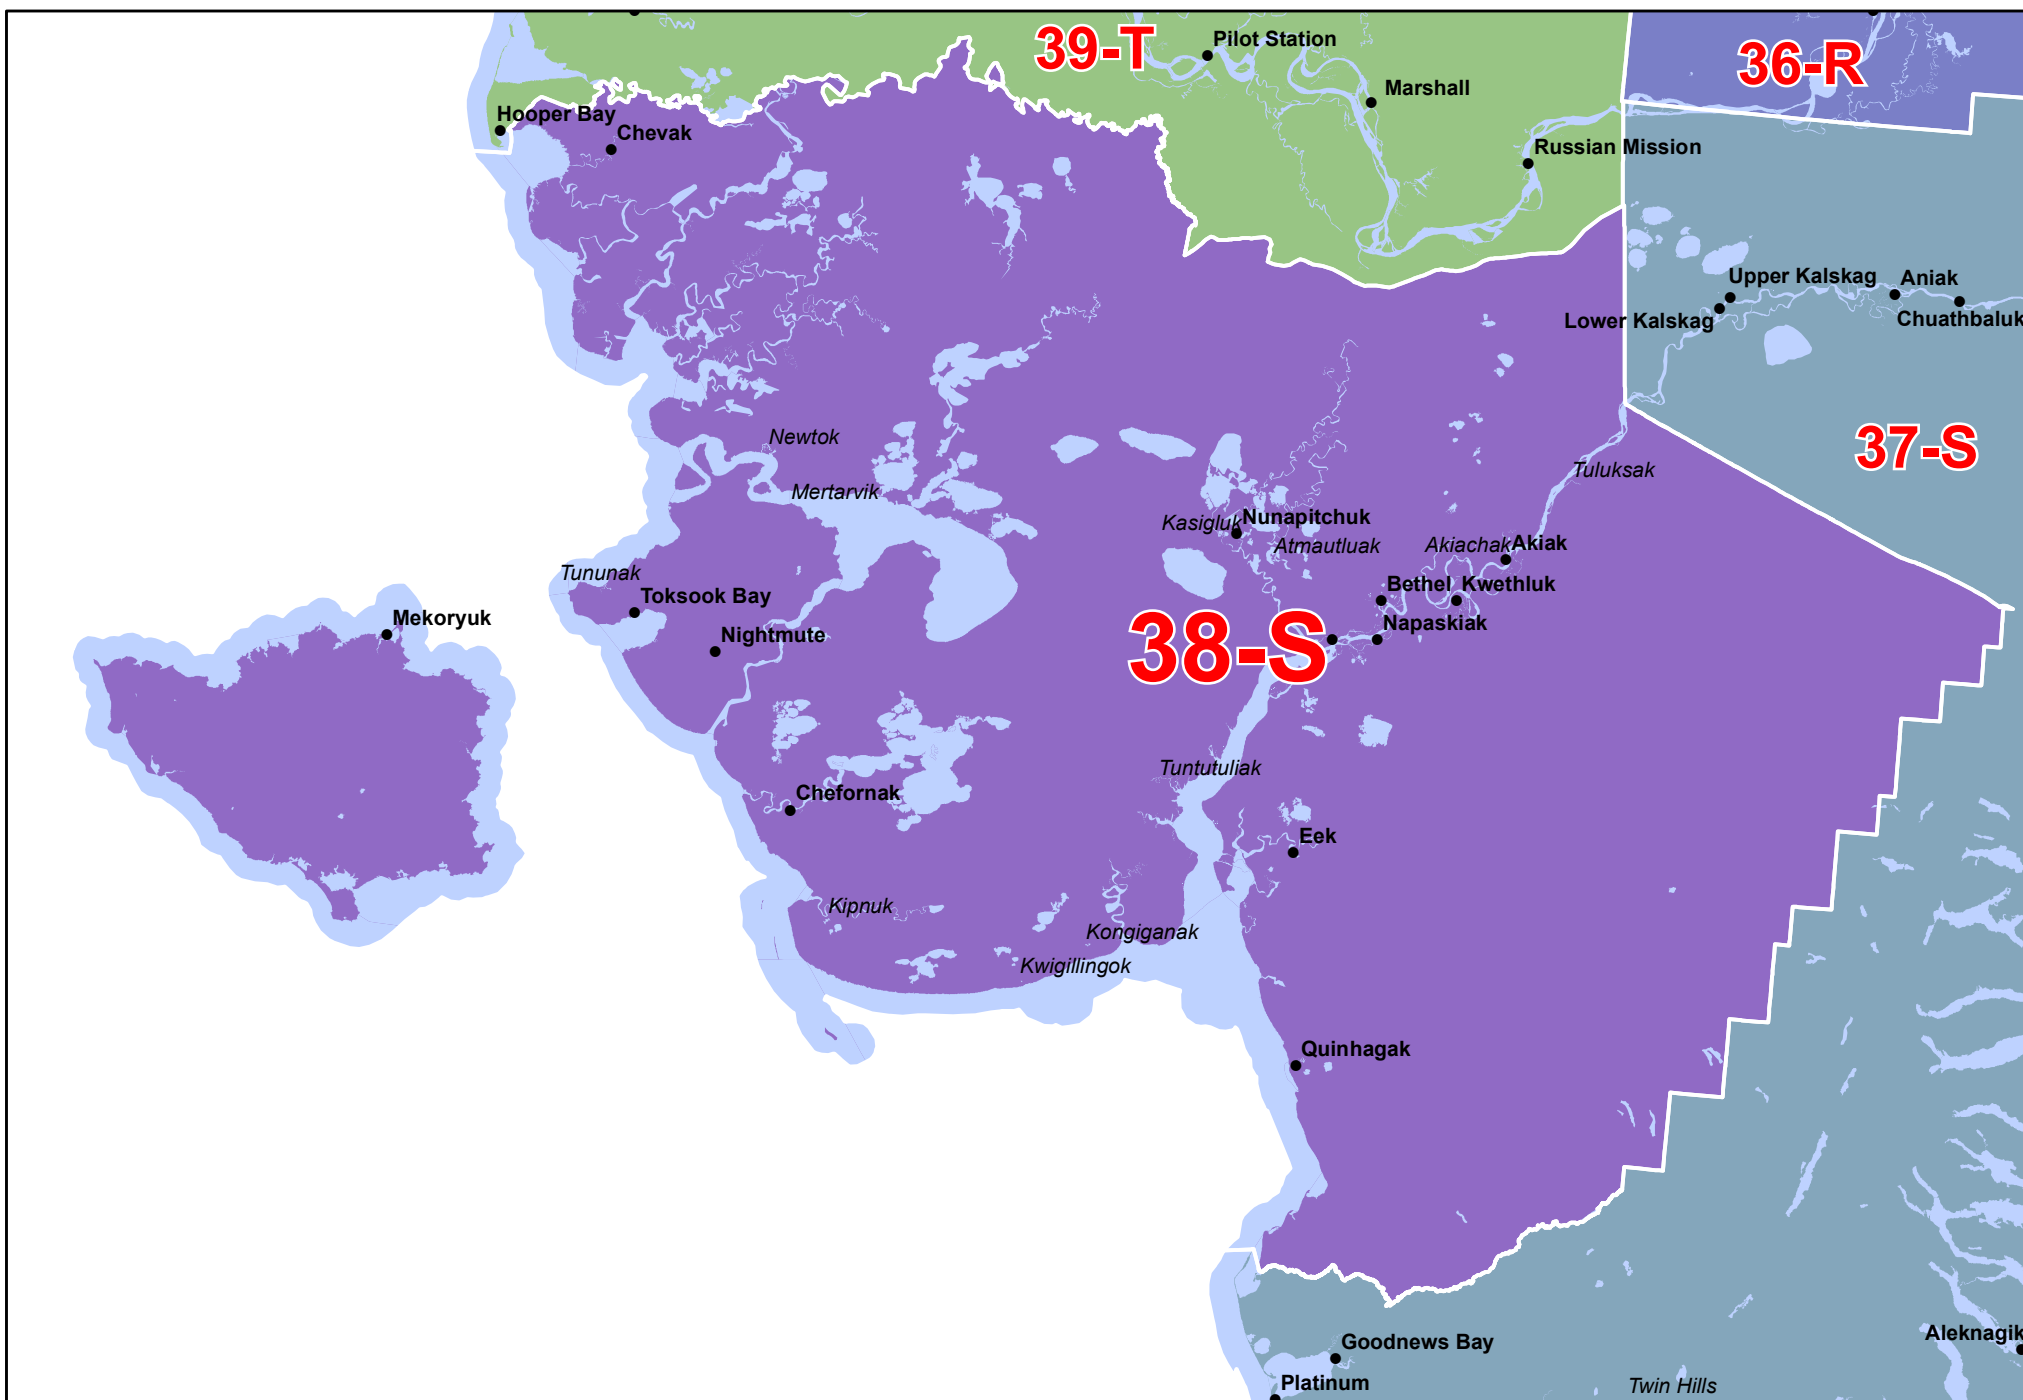 39-T
Pilot Station
36-R
Marshall
Hooper Bay
Chevak
Russian Mission
Upper Kalskag
Aniak
Lower Kalskag
Chuathbaluk
Newtok
37-S
Tuluksak
Mertarvik
Kasigluk
Nunapitchuk
Atmautluak
Akiachak
Akiak
Tununak
Bethel
Kwethluk
Toksook Bay
Mekoryuk
Napaskiak
Nightmute
38-S
Tuntutuliak
Chefornak
Eek
Kipnuk
Kongiganak
Kwigillingok
Quinhagak
Goodnews Bay
Aleknagik
Platinum
Twin Hills